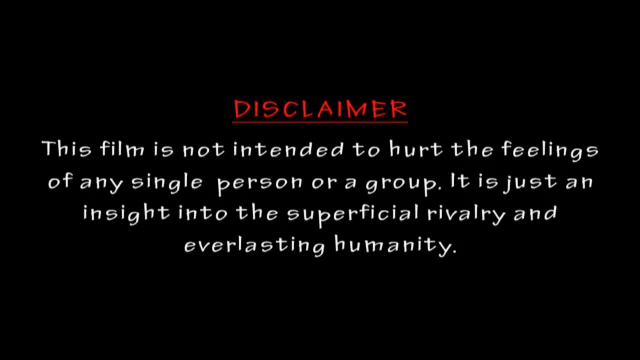 DISCLAIMER
This film is not intended to hurt the feelings
of any single person or a group. It is just an
insight into the superficial rivalry and
everlasting humanity.